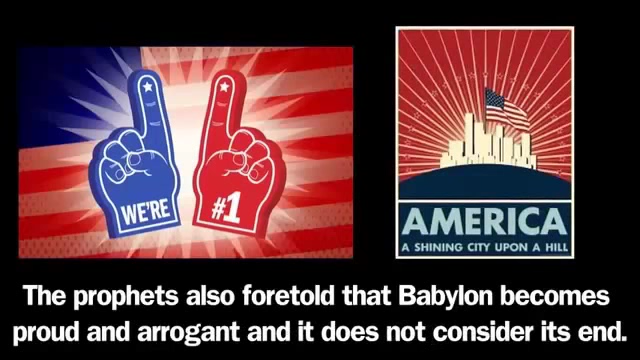 WE'RE
#1
AMERICA
A SHINING CITY UPON A HILL
The prophets also foretold that Babylon becomes
proud and arrogant and it does not consider its end.